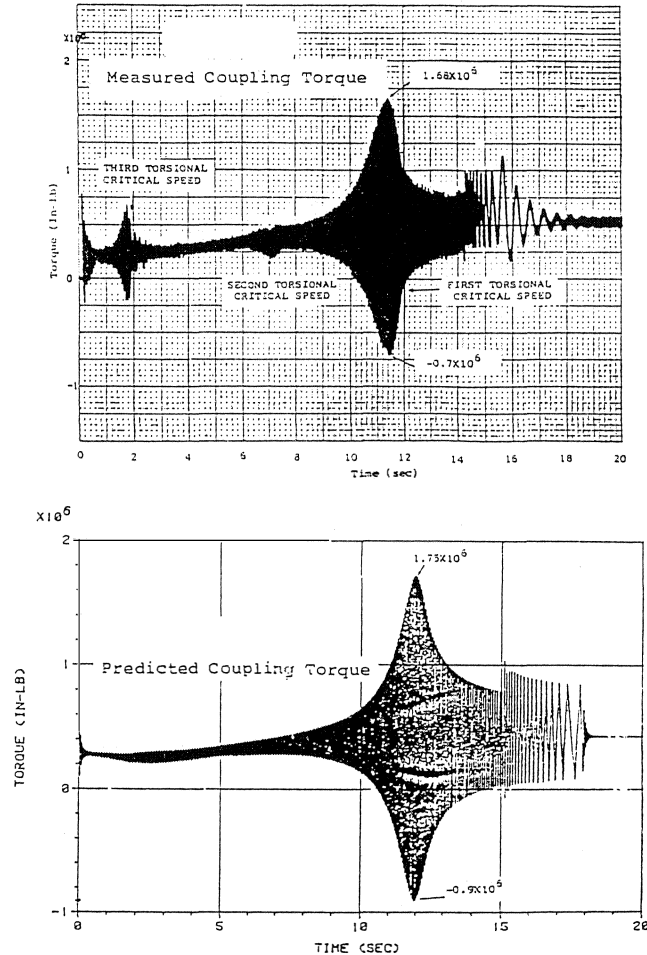 X10⁶
2
Measured Coupling Torque
1.68X10⁶
THIRD TORSIONAL
CRITICAL SPEED
1
Torque (In-Lb)
0
SECOND TORSIONAL
CRITICAL SPEED
FIRST TORSIONAL
CRITICAL SPEED
-0.7X10⁶
-1
0 2 4 6 8 10 12 14 16 18 20
Time (sec)
X10⁶
2
1.75X10⁶
1
Predicted Coupling Torque
TORQUE (IN-LB)
0
-0.9X10⁶
-1
0 5 10 15 20
TIME (SEC)